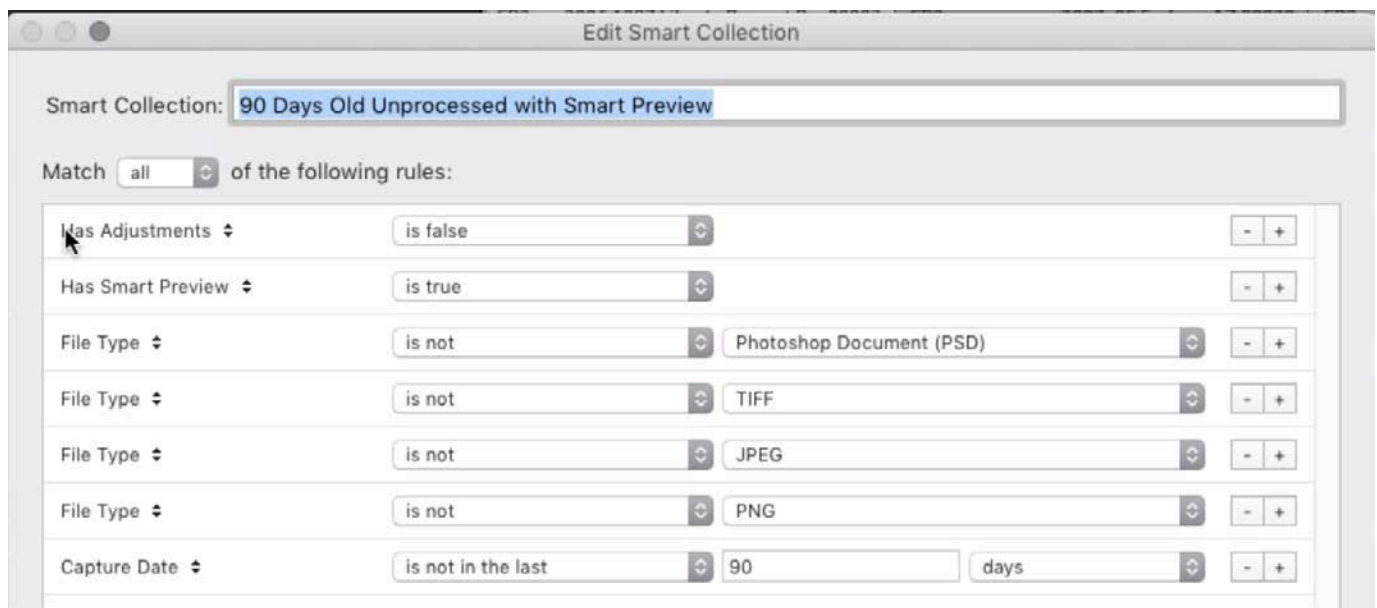 Edit Smart Collection
Smart Collection: 90 Days Old Unprocessed with Smart Preview
Match all of the following rules:
Has Adjustments is false - +
Has Smart Preview is true - +
File Type is not Photoshop Document (PSD) - +
File Type is not TIFF - +
File Type is not JPEG - +
File Type is not PNG - +
Capture Date is not in the last 90 days - +